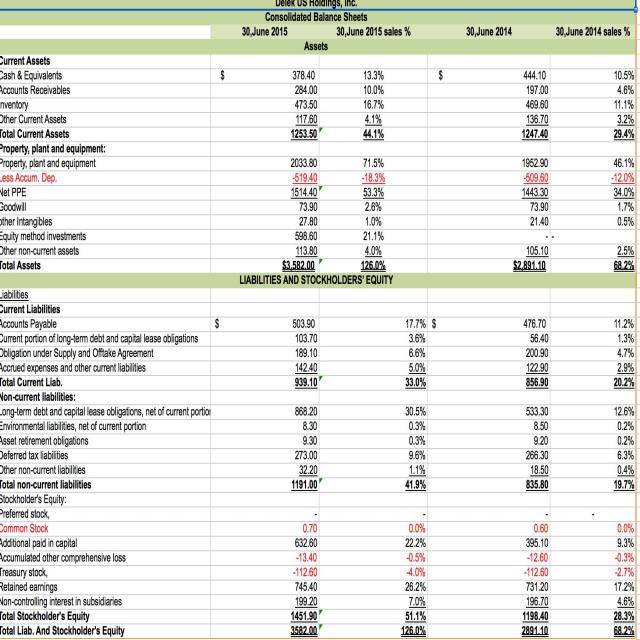 Delek US Holdings, Inc.
Consolidated Balance Sheets
30,June 2015 30,June 2015 sales % 30,June 2014 30,June 2014 sales %
Assets
Current Assets
Cash & Equivalents $ 378.40 13.3% $ 444.10 10.5%
Accounts Receivables 284.00 10.0% 197.00 4.6%
Inventory 473.50 16.7% 469.60 11.1%
Other Current Assets 117.60 4.1% 136.70 3.2%
Total Current Assets 1253.50 44.1% 1247.40 29.4%
Property, plant and equipment:
Property, plant and equipment 2033.80 71.5% 1952.90 46.1%
Less Accum. Dep. -519.40 -18.3% -509.60 -12.0%
Net PPE 1514.40 53.3% 1443.30 34.0%
Goodwill 73.90 2.6% 73.90 1.7%
other Intangibles 27.80 1.0% 21.40 0.5%
Equity method investments 598.60 21.1% - -
Other non-current assets 113.80 4.0% 105.10 2.5%
Total Assets $3,582.00 126.0% $2,891.10 68.2%
LIABILITIES AND STOCKHOLDERS' EQUITY
Liabilities
Current Liabilities
Accounts Payable $ 503.90 17.7% $ 476.70 11.2%
Current portion of long-term debt and capital lease obligations 103.70 3.6% 56.40 1.3%
Obligation under Supply and Offtake Agreement 189.10 6.6% 200.90 4.7%
Accrued expenses and other current liabilities 142.40 5.0% 122.90 2.9%
Total Current Liab. 939.10 33.0% 856.90 20.2%
Non-current liabilities:
Long-term debt and capital lease obligations, net of current portion 868.20 30.5% 533.30 12.6%
Environmental liabilities, net of current portion 8.30 0.3% 8.50 0.2%
Asset retirement obligations 9.30 0.3% 9.20 0.2%
Deferred tax liabilities 273.00 9.6% 266.30 6.3%
Other non-current liabilities 32.20 1.1% 18.50 0.4%
Total non-current liabilities 1191.00 41.9% 835.80 19.7%
Stockholder's Equity:
Preferred stock, - - -
Common Stock 0.70 0.0% 0.60 0.0%
Additional paid in capital 632.60 22.2% 395.10 9.3%
Accumulated other comprehensive loss -13.40 -0.5% -12.60 -0.3%
Treasury stock, -112.60 -4.0% -112.60 -2.7%
Retained earnings 745.40 26.2% 731.20 17.2%
Non-controlling interest in subsidiaries 199.20 7.0% 196.70 4.6%
Total Stockholder's Equity 1451.90 51.1% 1198.40 28.3%
Total Liab. And Stockholder's Equity 3582.00 126.0% 2891.10 68.2%